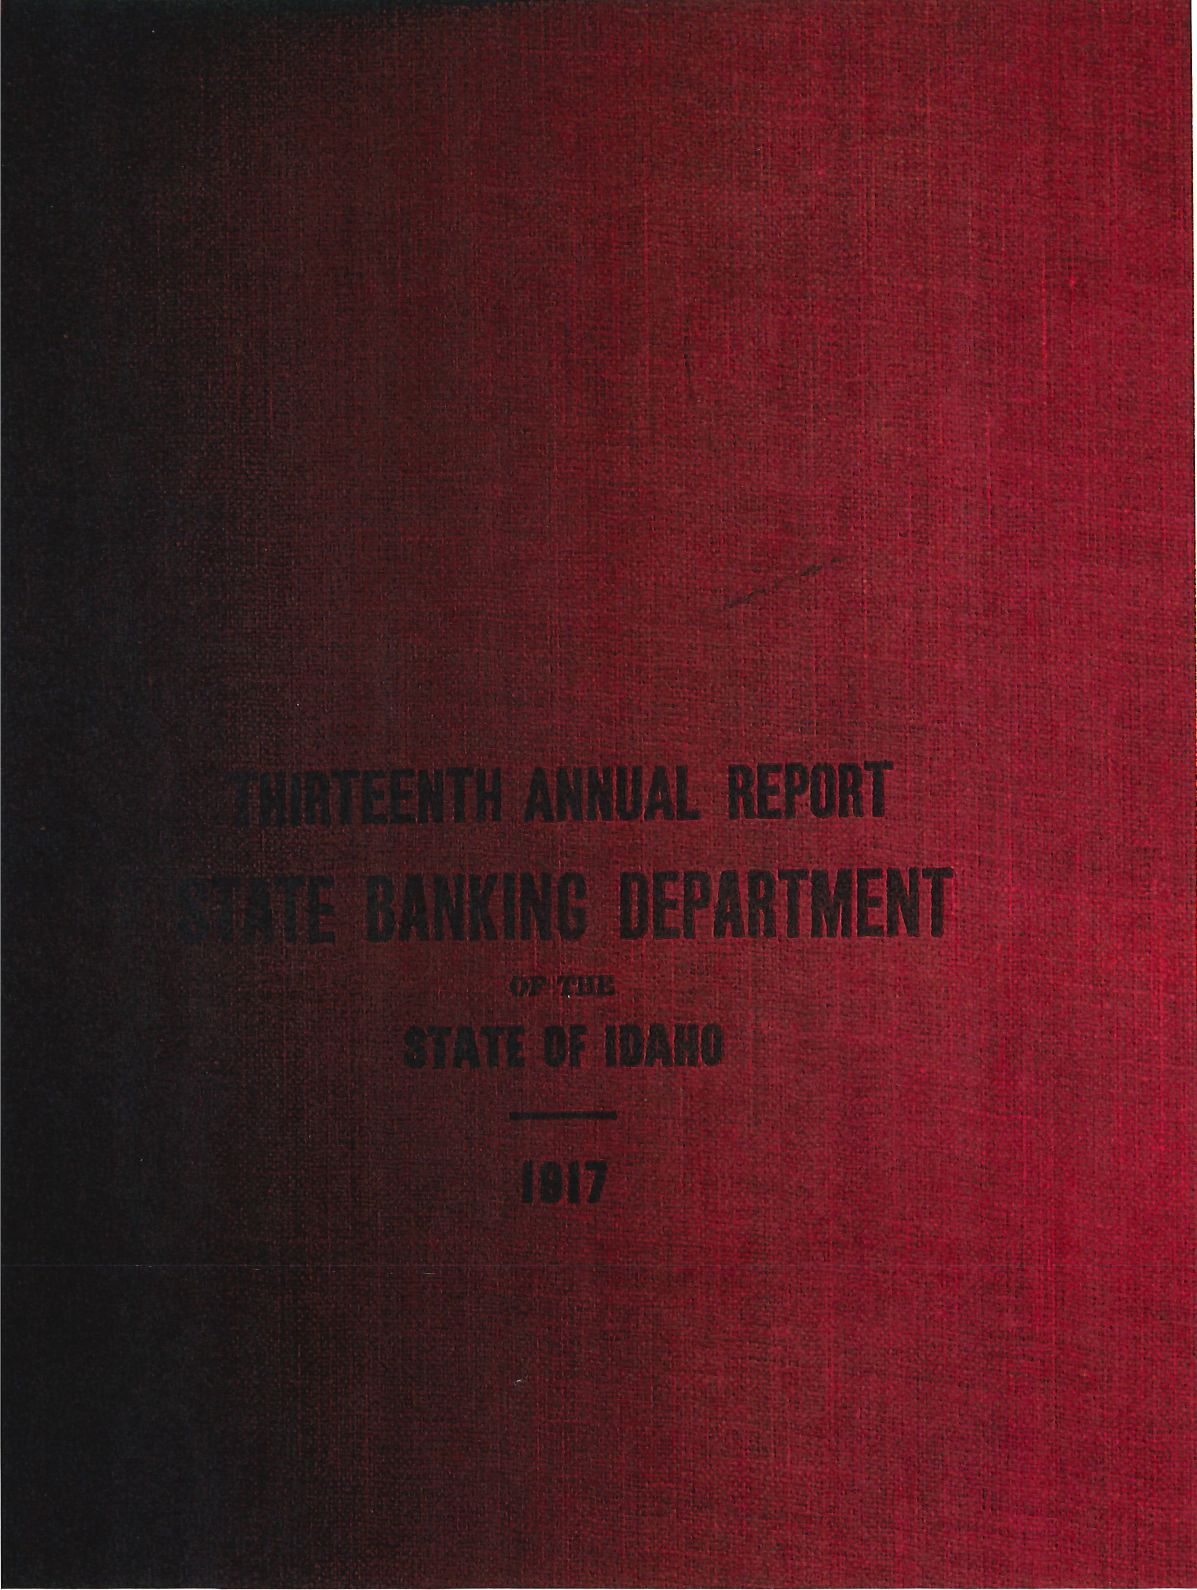 THIRTEENTH ANNUAL REPORT
STATE BANKING DEPARTMENT
OF THE
STATE OF IDAHO
1917